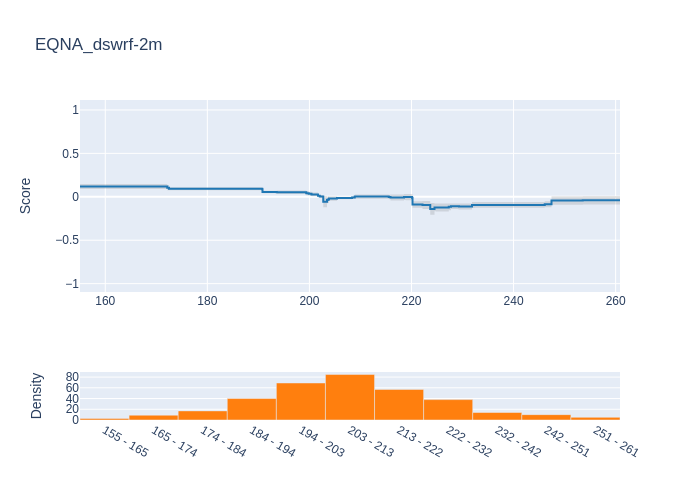 EQNA_dswrf-2m
1
0.5
0
−0.5
−1
Score
160 180 200 220 240 260
80
60
40
20
0
Density
155 - 165
165 - 174
174 - 184
184 - 194
194 - 203
203 - 213
213 - 222
222 - 232
232 - 242
242 - 251
251 - 261